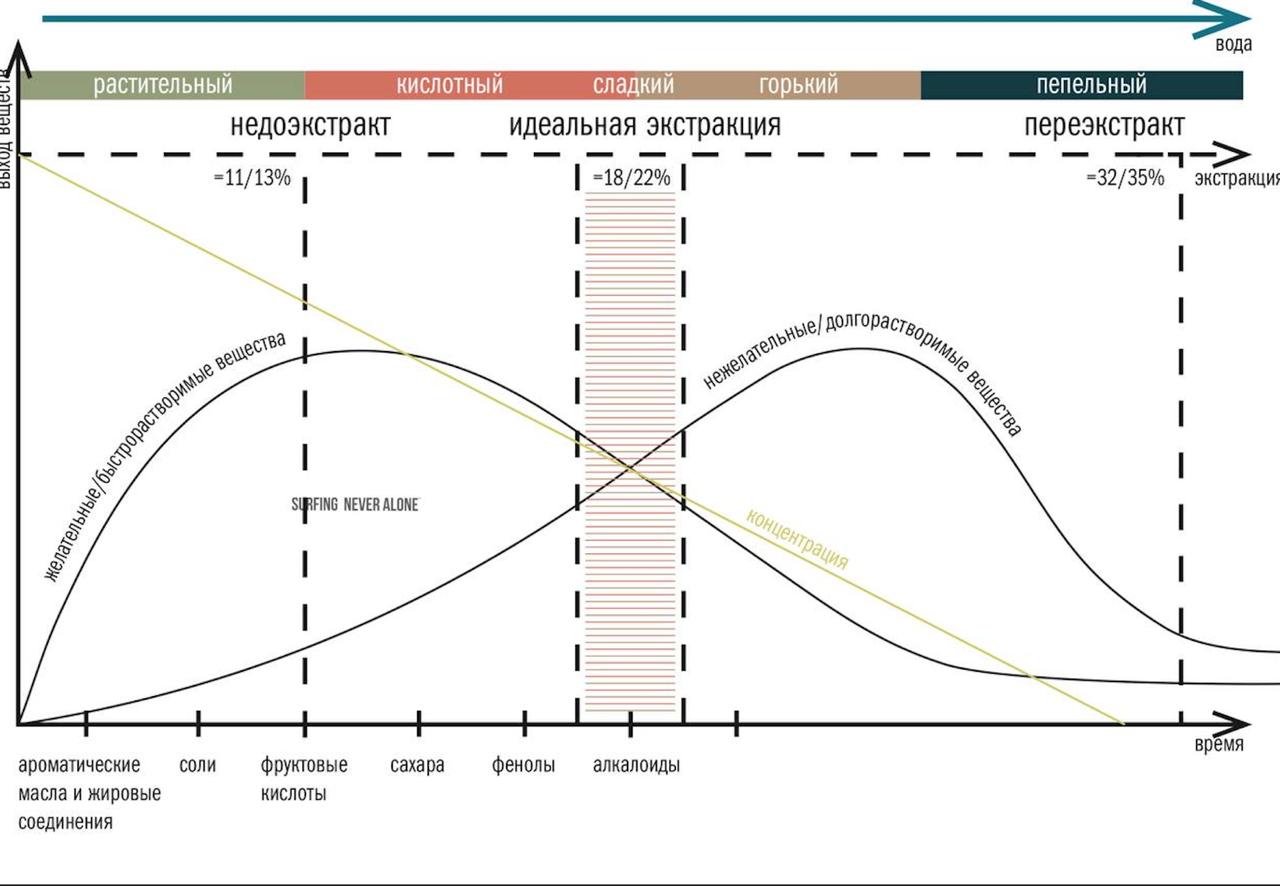 вода
растительный кислотный сладкий горький пепельный
недоэкстракт идеальная экстракция переэкстракт
=11/13% =18/22% =32/35% экстракция
выход веществ
желательные/быстрорастворимые вещества
нежелательные/долгорастворимые вещества
SURFING NEVER ALONE
концентрация
время
ароматические соли фруктовые сахара фенолы алкалоиды
масла и жировые кислоты
соединения